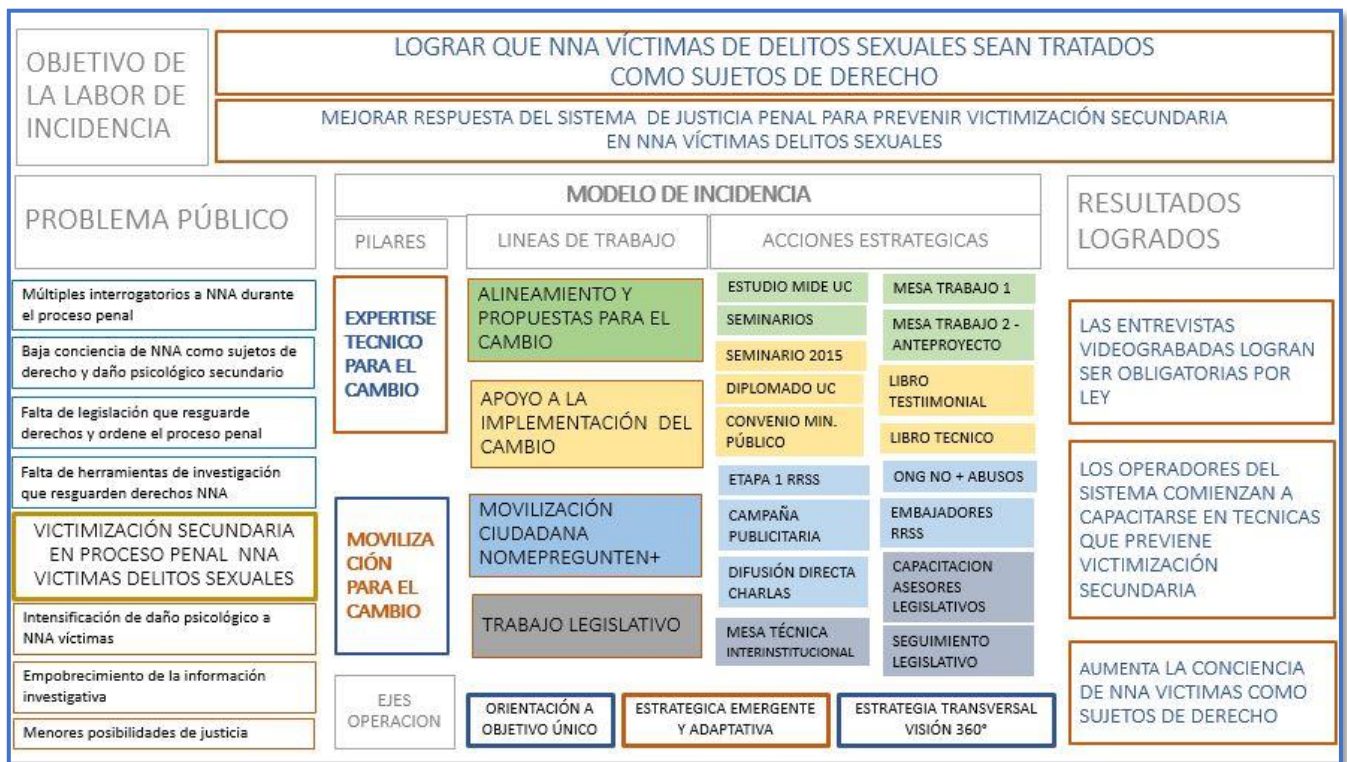 OBJETIVO DE
LA LABOR DE
INCIDENCIA
LOGRAR QUE NNA VÍCTIMAS DE DELITOS SEXUALES SEAN TRATADOS
COMO SUJETOS DE DERECHO
MEJORAR RESPUESTA DEL SISTEMA DE JUSTICIA PENAL PARA PREVENIR VICTIMIZACIÓN SECUNDARIA
EN NNA VÍCTIMAS DELITOS SEXUALES
PROBLEMA PÚBLICO
Múltiples interrogatorios a NNA durante
el proceso penal
Baja conciencia de NNA como sujetos de
derecho y daño psicológico secundario
Falta de legislación que resguarde
derechos y ordene el proceso penal
Falta de herramientas de investigación
que resguarden derechos NNA
VICTIMIZACIÓN SECUNDARIA
EN PROCESO PENAL NNA
VICTIMAS DELITOS SEXUALES
Intensificación de daño psicológico a
NNA víctimas
Empobrecimiento de la información
investigativa
Menores posibilidades de justicia
MODELO DE INCIDENCIA
PILARES
LINEAS DE TRABAJO
ACCIONES ESTRATEGICAS
EXPERTISE
TECNICO
PARA EL
CAMBIO
MOVILIZA
CIÓN
PARA EL
CAMBIO
ALINEAMIENTO Y
PROPUESTAS PARA EL
CAMBIO
APOYO A LA
IMPLEMENTACIÓN DEL
CAMBIO
MOVILIZACIÓN
CIUDADANA
NOMEPREGUNTEN+
TRABAJO LEGISLATIVO
ESTUDIO MIDE UC
SEMINARIOS
SEMINARIO 2015
DIPLOMADO UC
CONVENIO MIN.
PÚBLICO
ETAPA 1 RRSS
CAMPAÑA
PUBLICITARIA
DIFUSIÓN DIRECTA
CHARLAS
MESA TÉCNICA
INTERINSTITUCIONAL
MESA TRABAJO 1
MESA TRABAJO 2 -
ANTEPROYECTO
LIBRO
TESTIIMONIAL
LIBRO TECNICO
ONG NO + ABUSOS
EMBAJADORES
RRSS
CAPACITACION
ASESORES
LEGISLATIVOS
SEGUIMIENTO
LEGISLATIVO
EJES
OPERACION
ORIENTACIÓN A
OBJETIVO ÚNICO
ESTRATEGICA EMERGENTE
Y ADAPTATIVA
ESTRATEGIA TRANSVERSAL
VISIÓN 360°
RESULTADOS
LOGRADOS
LAS ENTREVISTAS
VIDEOGRABADAS LOGRAN
SER OBLIGATORIAS POR
LEY
LOS OPERADORES DEL
SISTEMA COMIENZAN A
CAPACITARSE EN TECNICAS
QUE PREVIENE
VICTIMIZACIÓN
SECUNDARIA
AUMENTA LA CONCIENCIA
DE NNA VICTIMAS COMO
SUJETOS DE DERECHO